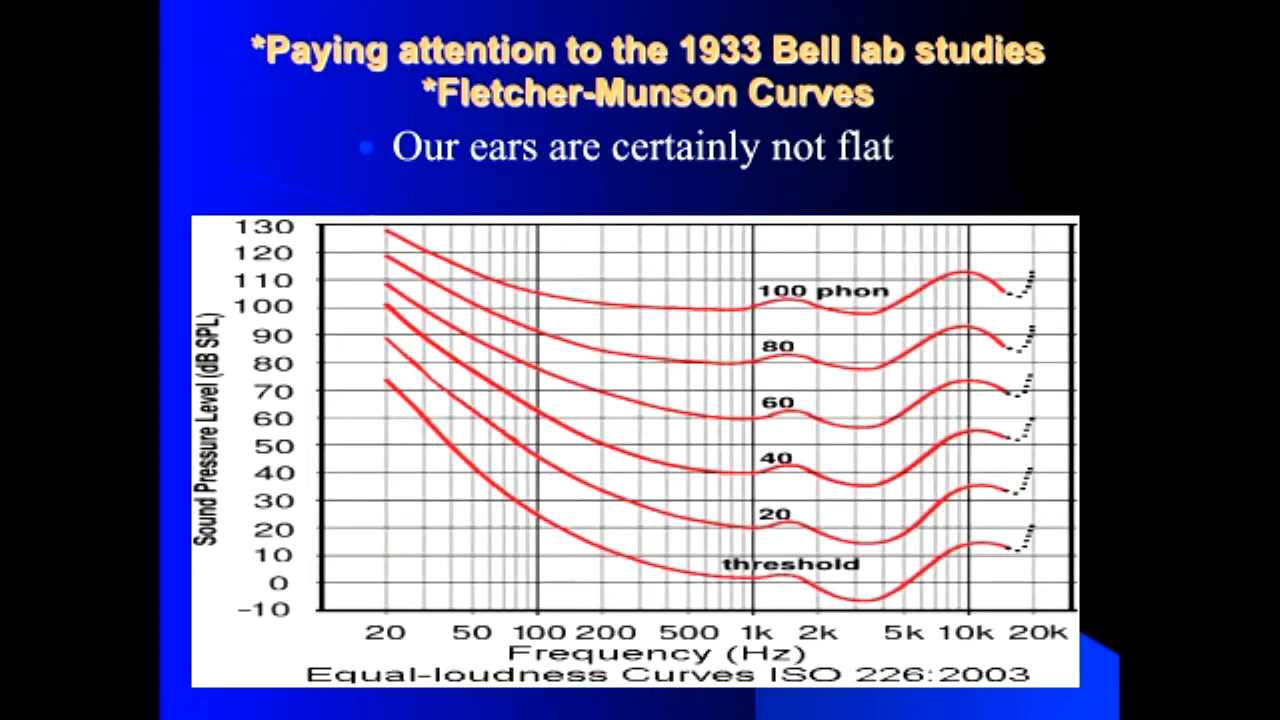 *Paying attention to the 1933 Bell lab studies
*Fletcher-Munson Curves
Our ears are certainly not flat
130
120
110
100
90
80
70
60
50
40
30
20
10
0
-10
Sound Pressure Level (dB SPL)
100 phon
80
60
40
20
threshold
20 50 100 200 500 1k 2k 5k 10k 20k
Frequency (Hz)
Equal-loudness Curves ISO 226:2003